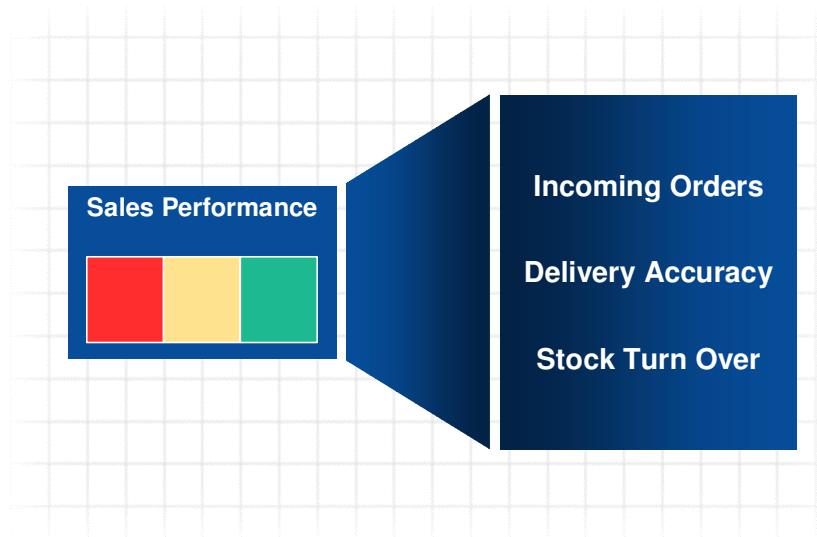 Sales Performance
Incoming Orders
Delivery Accuracy
Stock Turn Over